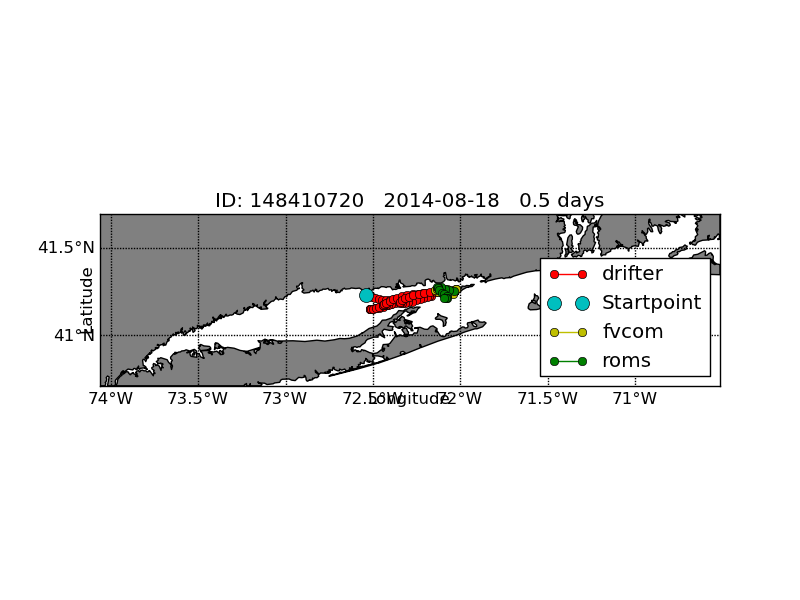 ID: 148410720 2014-08-18 0.5 days
41.5°N
41°N
Latitude
drifter
Startpoint
fvcom
roms
74°W 73.5°W 73°W 72.5°W 72°W 71.5°W 71°W
Longitude